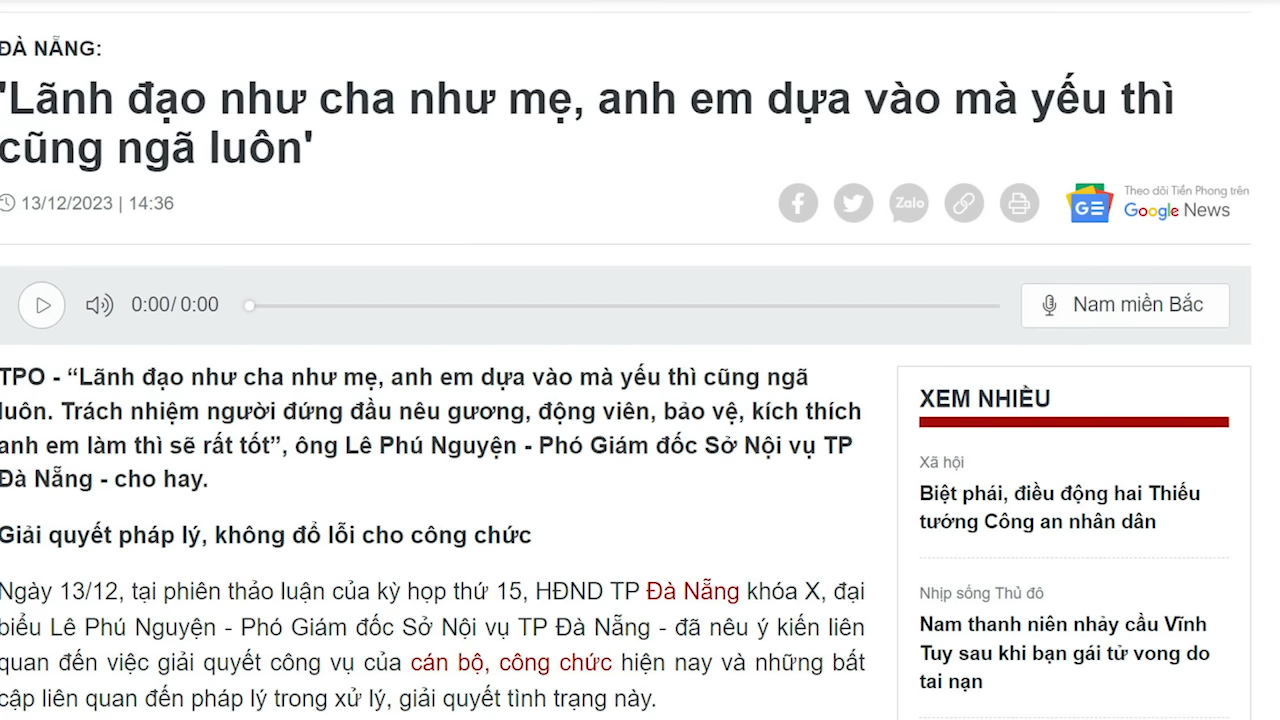 ĐÀ NẴNG:
'Lãnh đạo như cha như mẹ, anh em dựa vào mà yếu thì
cũng ngã luôn'
13/12/2023 | 14:36
Zalo
Theo dõi Tiền Phong trên
GE Google News
0:00/ 0:00
Nam miền Bắc
TPO - “Lãnh đạo như cha như mẹ, anh em dựa vào mà yếu thì cũng ngã
luôn. Trách nhiệm người đứng đầu nêu gương, động viên, bảo vệ, kích thích
anh em làm thì sẽ rất tốt”, ông Lê Phú Nguyện - Phó Giám đốc Sở Nội vụ TP
Đà Nẵng - cho hay.
Giải quyết pháp lý, không đổ lỗi cho công chức
Ngày 13/12, tại phiên thảo luận của kỳ họp thứ 15, HĐND TP Đà Nẵng khóa X, đại
biểu Lê Phú Nguyện - Phó Giám đốc Sở Nội vụ TP Đà Nẵng - đã nêu ý kiến liên
quan đến việc giải quyết công vụ của cán bộ, công chức hiện nay và những bất
cập liên quan đến pháp lý trong xử lý, giải quyết tình trạng này.
XEM NHIỀU
Xã hội
Biệt phái, điều động hai Thiếu
tướng Công an nhân dân
Nhịp sống Thủ đô
Nam thanh niên nhảy cầu Vĩnh
Tuy sau khi bạn gái tử vong do
tai nạn